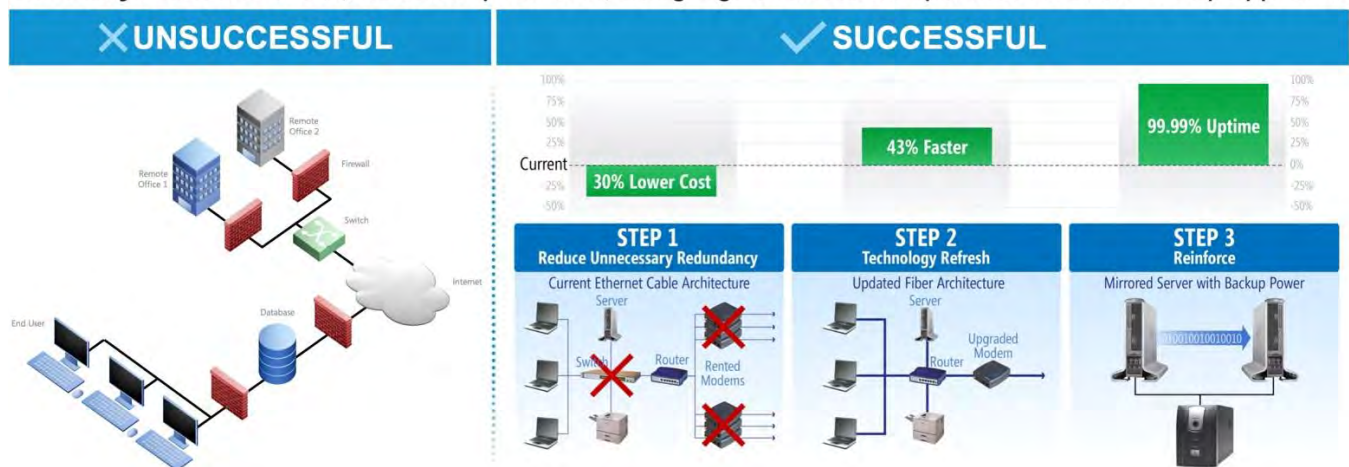 UNSUCCESSFUL
SUCCESSFUL
Remote
Office 2
Remote
Office 1
Firewall
Switch
Internet
Database
End User
100%
75%
50%
25%
Current
-25%
-50%
100%
75%
50%
25%
0%
-25%
-50%
30% Lower Cost
43% Faster
99.99% Uptime
STEP 1
Reduce Unnecessary Redundancy
Current Ethernet Cable Architecture
Server
Switch
Router
Rented
Modems
STEP 2
Technology Refresh
Updated Fiber Architecture
Server
Router
Upgraded
Modem
STEP 3
Reinforce
Mirrored Server with Backup Power
0100100100100010